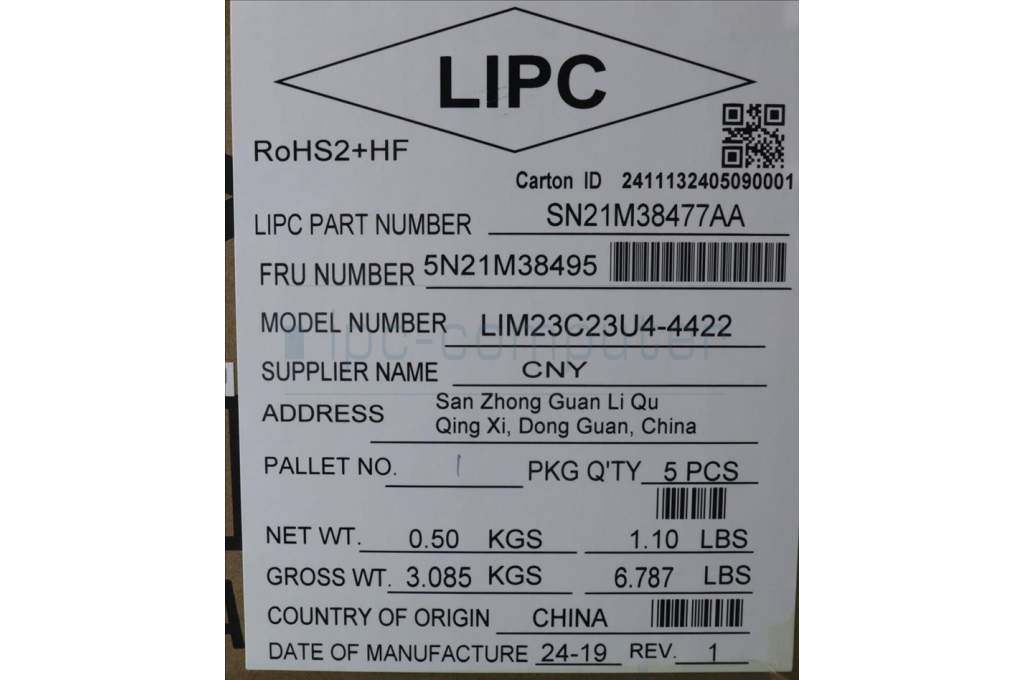 LIPC
RoHS2+HF
Carton ID 2411132405090001
LIPC PART NUMBER SN21M38477AA
FRU NUMBER 5N21M38495
MODEL NUMBER LIM23C23U4-4422
ipc-computer
SUPPLIER NAME CNY
ADDRESS San Zhong Guan Li Qu
Qing Xi, Dong Guan, China
PALLET NO. 1 PKG Q'TY 5 PCS
NET WT. 0.50 KGS 1.10 LBS
GROSS WT. 3.085 KGS 6.787 LBS
COUNTRY OF ORIGIN CHINA
DATE OF MANUFACTURE 24-19 REV. 1